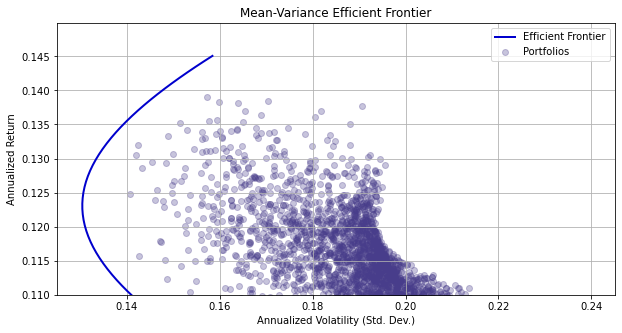 Mean-Variance Efficient Frontier
Efficient Frontier
Portfolios
Annualized Return
0.145
0.140
0.135
0.130
0.125
0.120
0.115
0.110
0.14
0.16
0.18
0.20
0.22
0.24
Annualized Volatility (Std. Dev.)